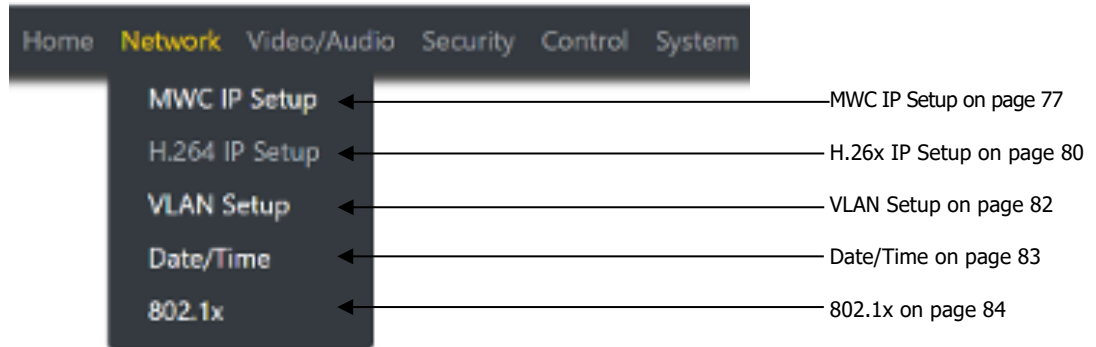 Home Network Video/Audio Security Control System
MWC IP Setup MWC IP Setup on page 77
H.264 IP Setup H.26x IP Setup on page 80
VLAN Setup VLAN Setup on page 82
Date/Time Date/Time on page 83
802.1x 802.1x on page 84